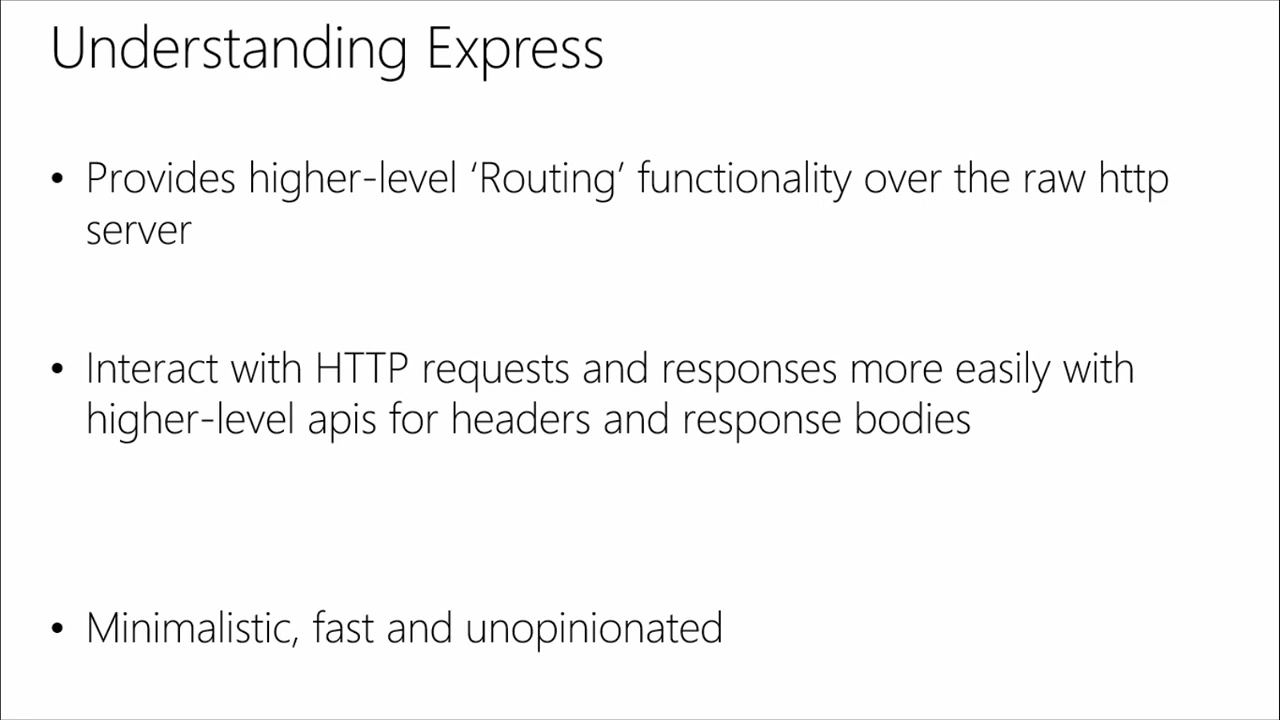 Understanding Express
• Provides higher-level ‘Routing’ functionality over the raw http
server
• Interact with HTTP requests and responses more easily with
higher-level apis for headers and response bodies
• Minimalistic, fast and unopinionated